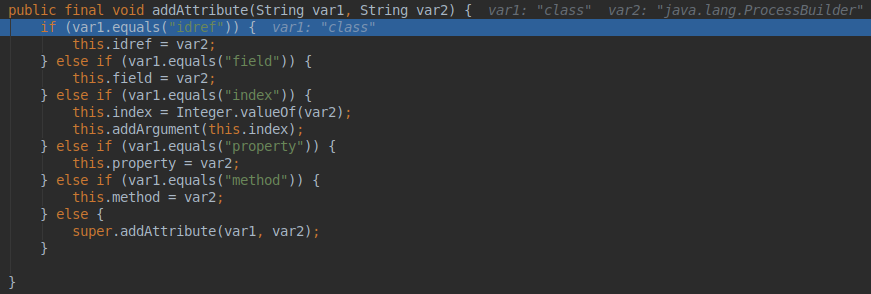 public final void addAttribute(String var1, String var2) {  var1: "class"  var2: "java.lang.ProcessBuilder"
    if (var1.equals("idref")) {  var1: "class"
        this.idref = var2;
    } else if (var1.equals("field")) {
        this.field = var2;
    } else if (var1.equals("index")) {
        this.index = Integer.valueOf(var2);
        this.addArgument(this.index);
    } else if (var1.equals("property")) {
        this.property = var2;
    } else if (var1.equals("method")) {
        this.method = var2;
    } else {
        super.addAttribute(var1, var2);
    }
}